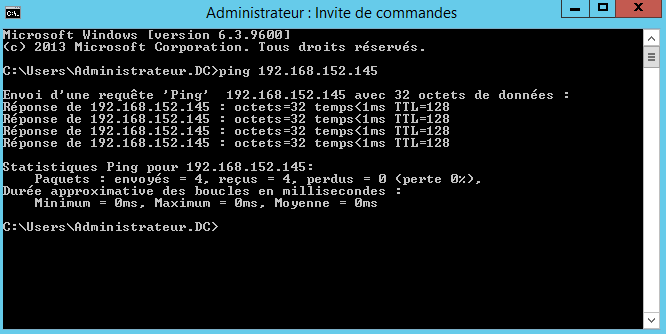 Administrateur : Invite de commandes
Microsoft Windows [version 6.3.9600]
(c) 2013 Microsoft Corporation. Tous droits réservés.
C:\Users\Administrateur.DC>ping 192.168.152.145
Envoi d'une requête 'Ping'  192.168.152.145 avec 32 octets de données :
Réponse de 192.168.152.145 : octets=32 temps<1ms TTL=128
Réponse de 192.168.152.145 : octets=32 temps<1ms TTL=128
Réponse de 192.168.152.145 : octets=32 temps<1ms TTL=128
Réponse de 192.168.152.145 : octets=32 temps<1ms TTL=128
Statistiques Ping pour 192.168.152.145:
    Paquets : envoyés = 4, reçus = 4, perdus = 0 (perte 0%),
Durée approximative des boucles en millisecondes :
    Minimum = 0ms, Maximum = 0ms, Moyenne = 0ms
C:\Users\Administrateur.DC>